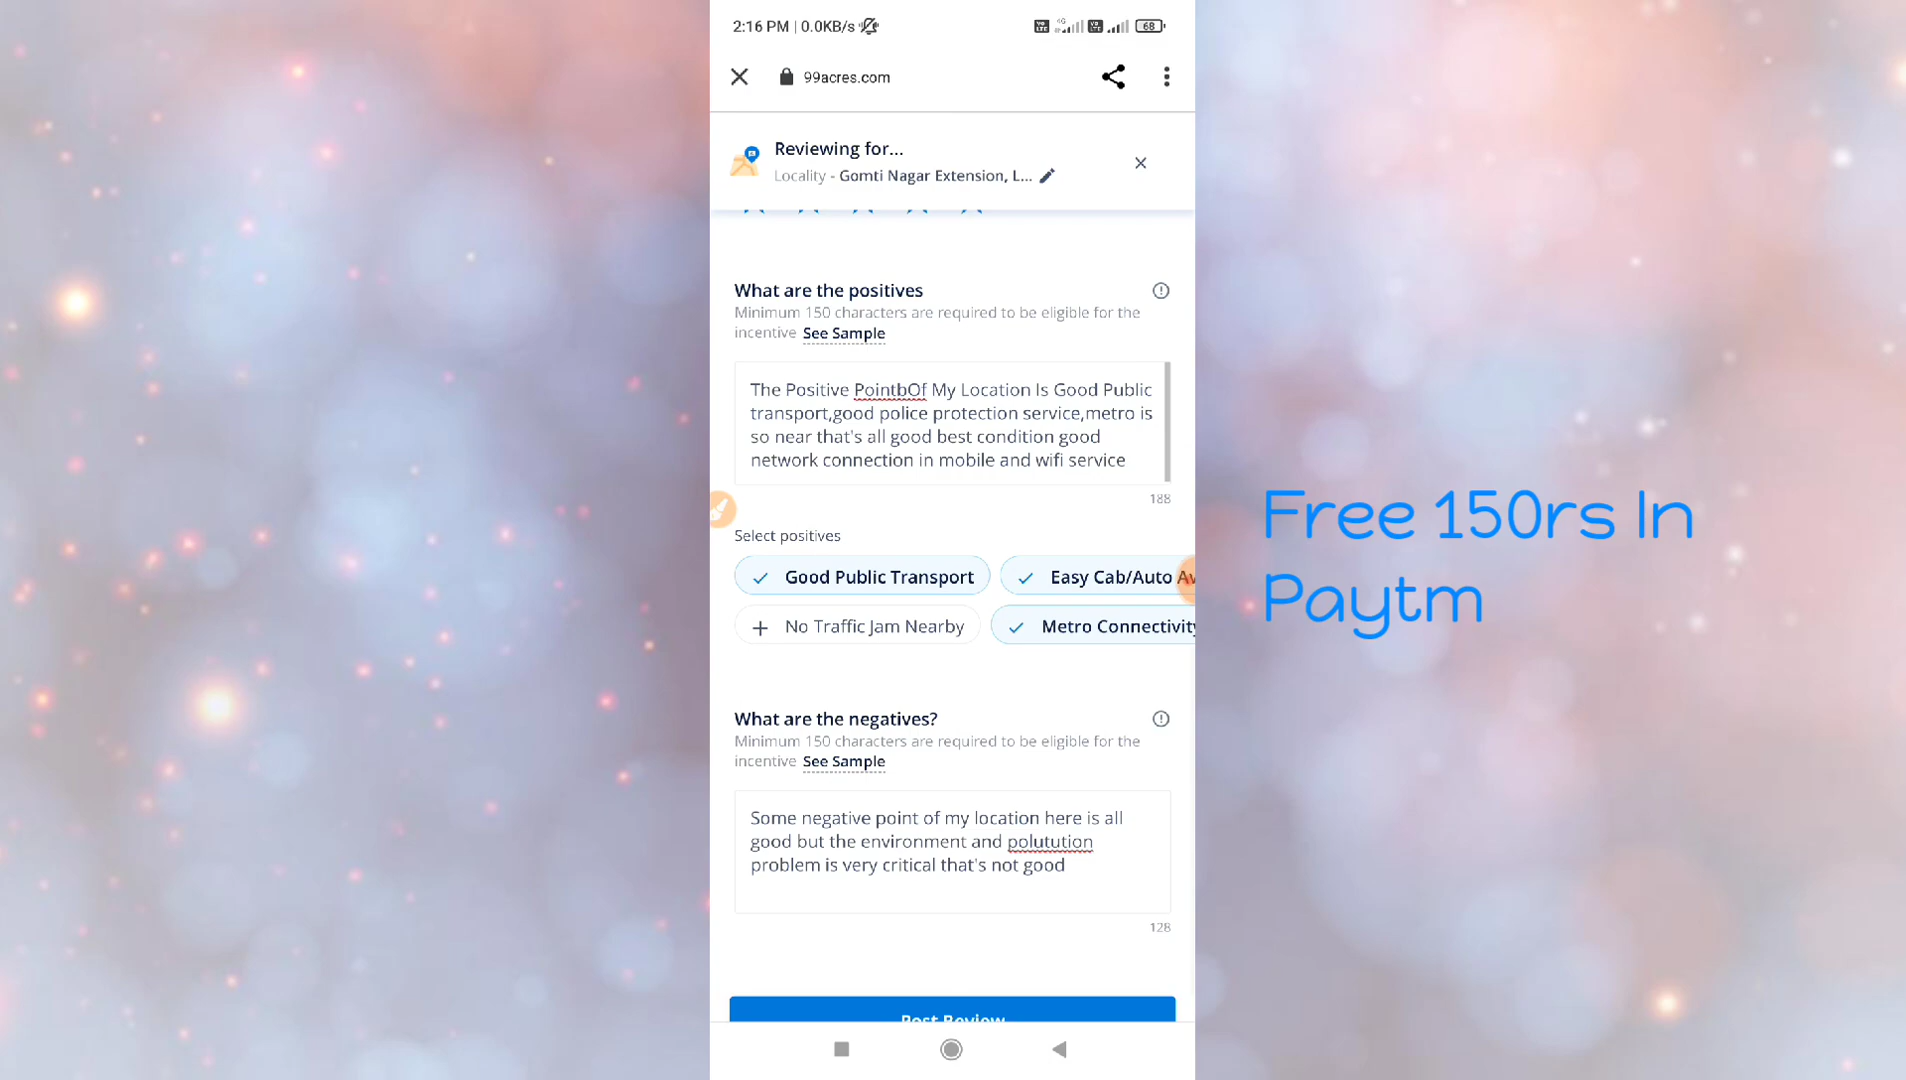 2:16 PM | 0.0KB/s
68
99acres.com
Reviewing for...
Locality - Gomti Nagar Extension, L...
What are the positives
Minimum 150 characters are required to be eligible for the
incentive See Sample
The Positive PointbOf My Location Is Good Public
transport,good police protection service,metro is
so near that's all good best condition good
network connection in mobile and wifi service
188
Select positives
Good Public Transport
Easy Cab/Auto Av
No Traffic Jam Nearby
Metro Connectivity
What are the negatives?
Minimum 150 characters are required to be eligible for the
incentive See Sample
Some negative point of my location here is all
good but the environment and polutution
problem is very critical that's not good
128
Post Review
Free 150rs In
Paytm